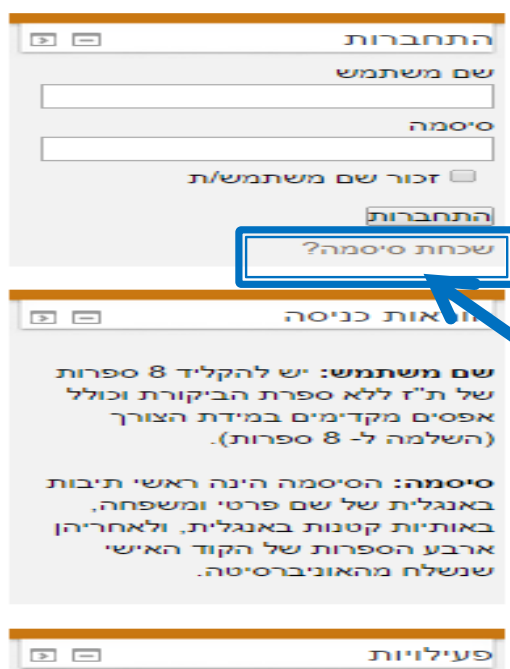 התחברות
שם משתמש
סיסמה
זכור שם משתמש/ת
התחברות
שכחת סיסמה?
כניסה
שם משתמש: יש להקליד 8 ספרות
של ת"ז ללא ספרת הביקורת וכולל
אפסים מקדימים במידת הצורך
(השלמה ל- 8 ספרות).
סיסמה: הסיסמה הינה ראשי תיבות
באנגלית של שם פרטי ומשפחה,
באותיות קטנות באנגלית, ולאחריהן
ארבע הספרות של הקוד האישי
שנשלח מהאוניברסיטה.
פעילויות